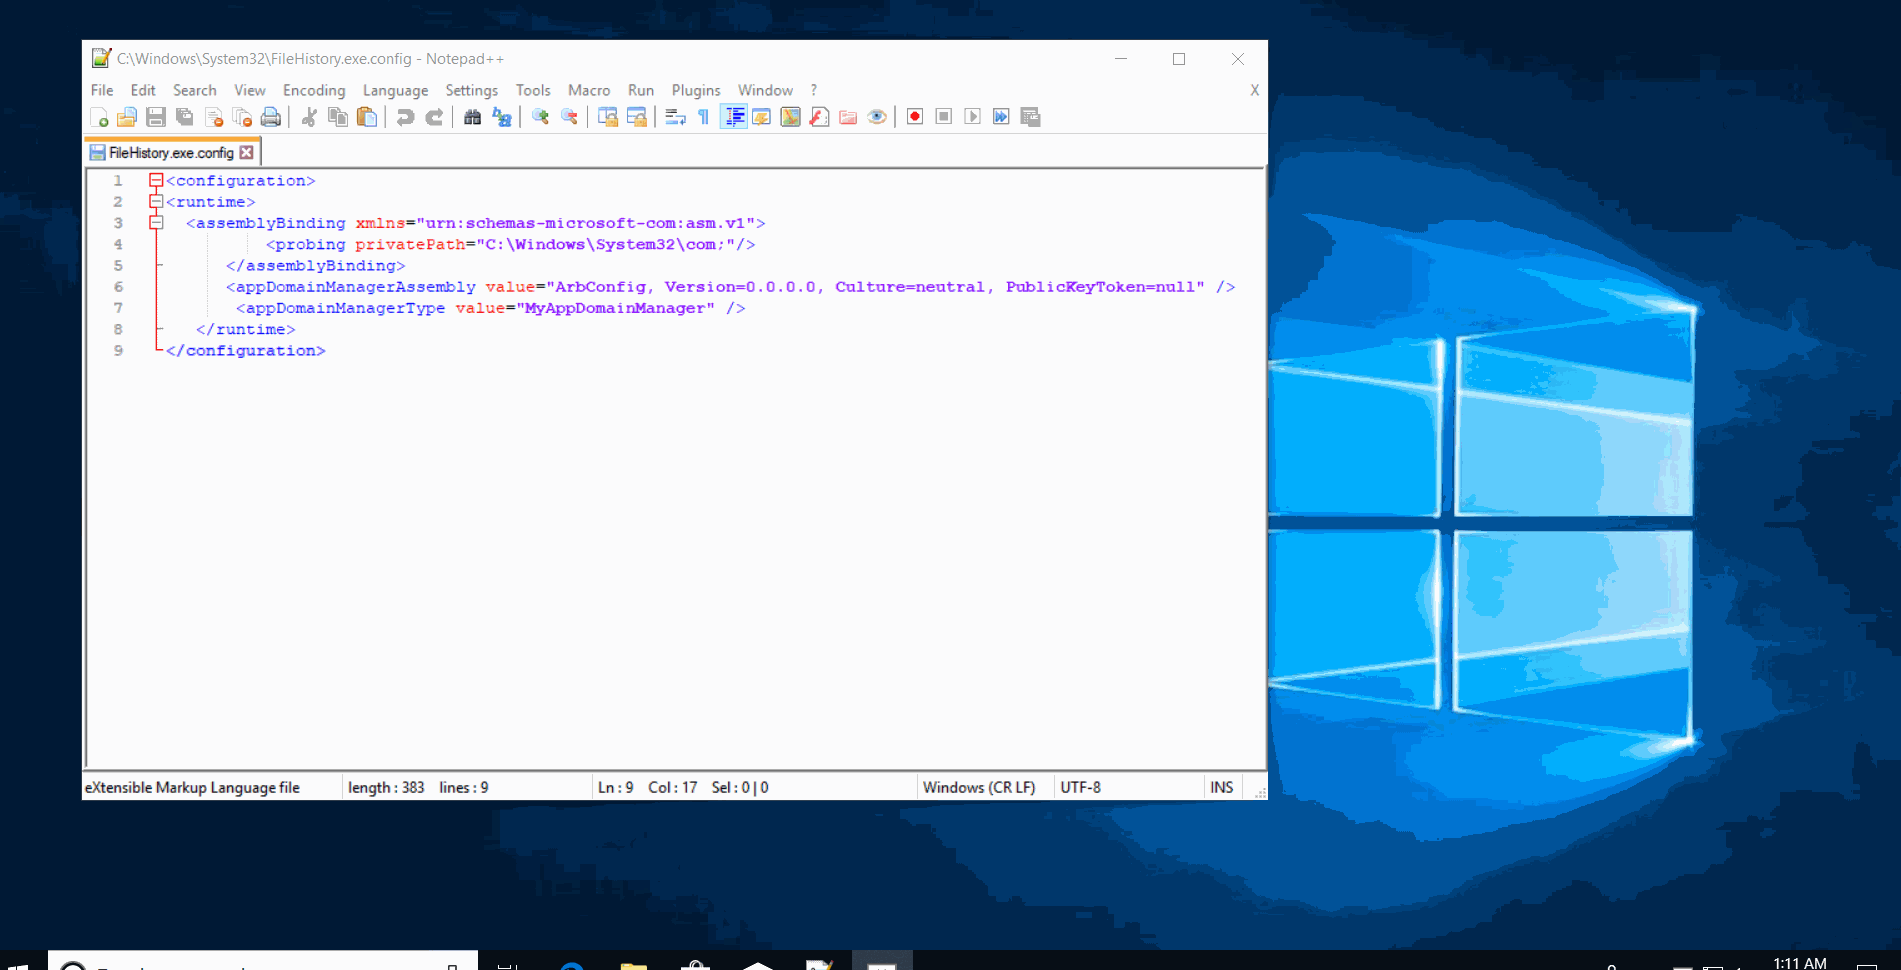 C:\Windows\System32\FileHistory.exe.config - Notepad++
File Edit Search View Encoding Language Settings Tools Macro Run Plugins Window ? X
FileHistory.exe.config
1 <configuration>
2 <runtime>
3 <assemblyBinding xmlns="urn:schemas-microsoft-com:asm.v1">
4 <probing privatePath="C:\Windows\System32\com;"/>
5 </assemblyBinding>
6 <appDomainManagerAssembly value="ArbConfig, Version=0.0.0.0, Culture=neutral, PublicKeyToken=null" />
7 <appDomainManagerType value="MyAppDomainManager" />
8 </runtime>
9 </configuration>
eXtensible Markup Language file length : 383 lines : 9 Ln : 9 Col : 17 Sel : 0 | 0 Windows (CR LF) UTF-8 INS
1:11 AM